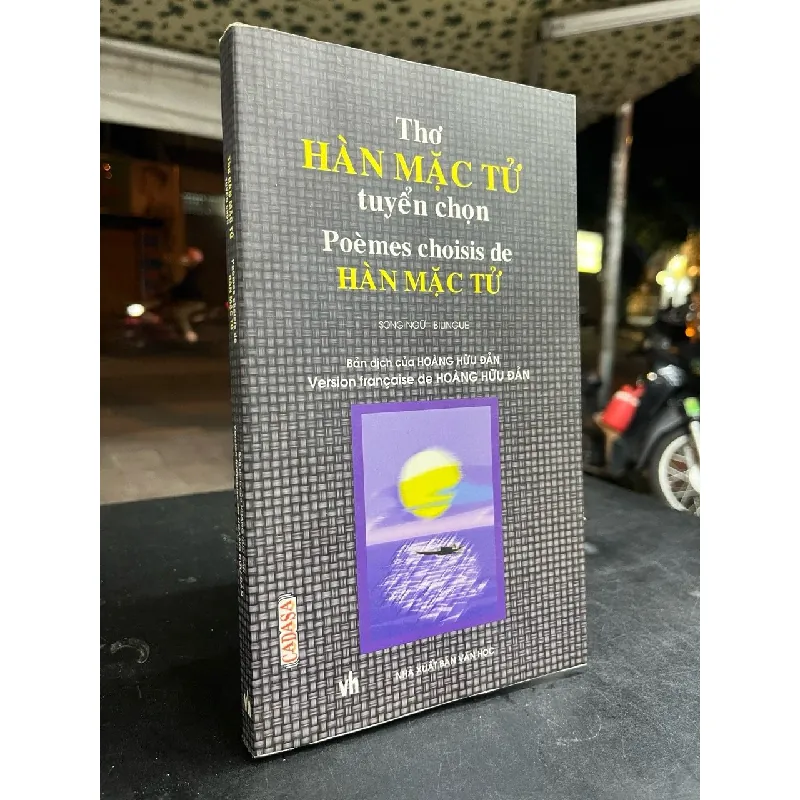 Thơ
HÀN MẶC TỬ
tuyển chọn
Poèmes choisis de
HÀN MẶC TỬ
SONG NGỮ - BILINGUE
Bản dịch của HOÀNG HỮU ĐẢN
Version française de HOÀNG HỮU ĐẢN
CADASA
vh
NHÀ XUẤT BẢN VĂN HỌC